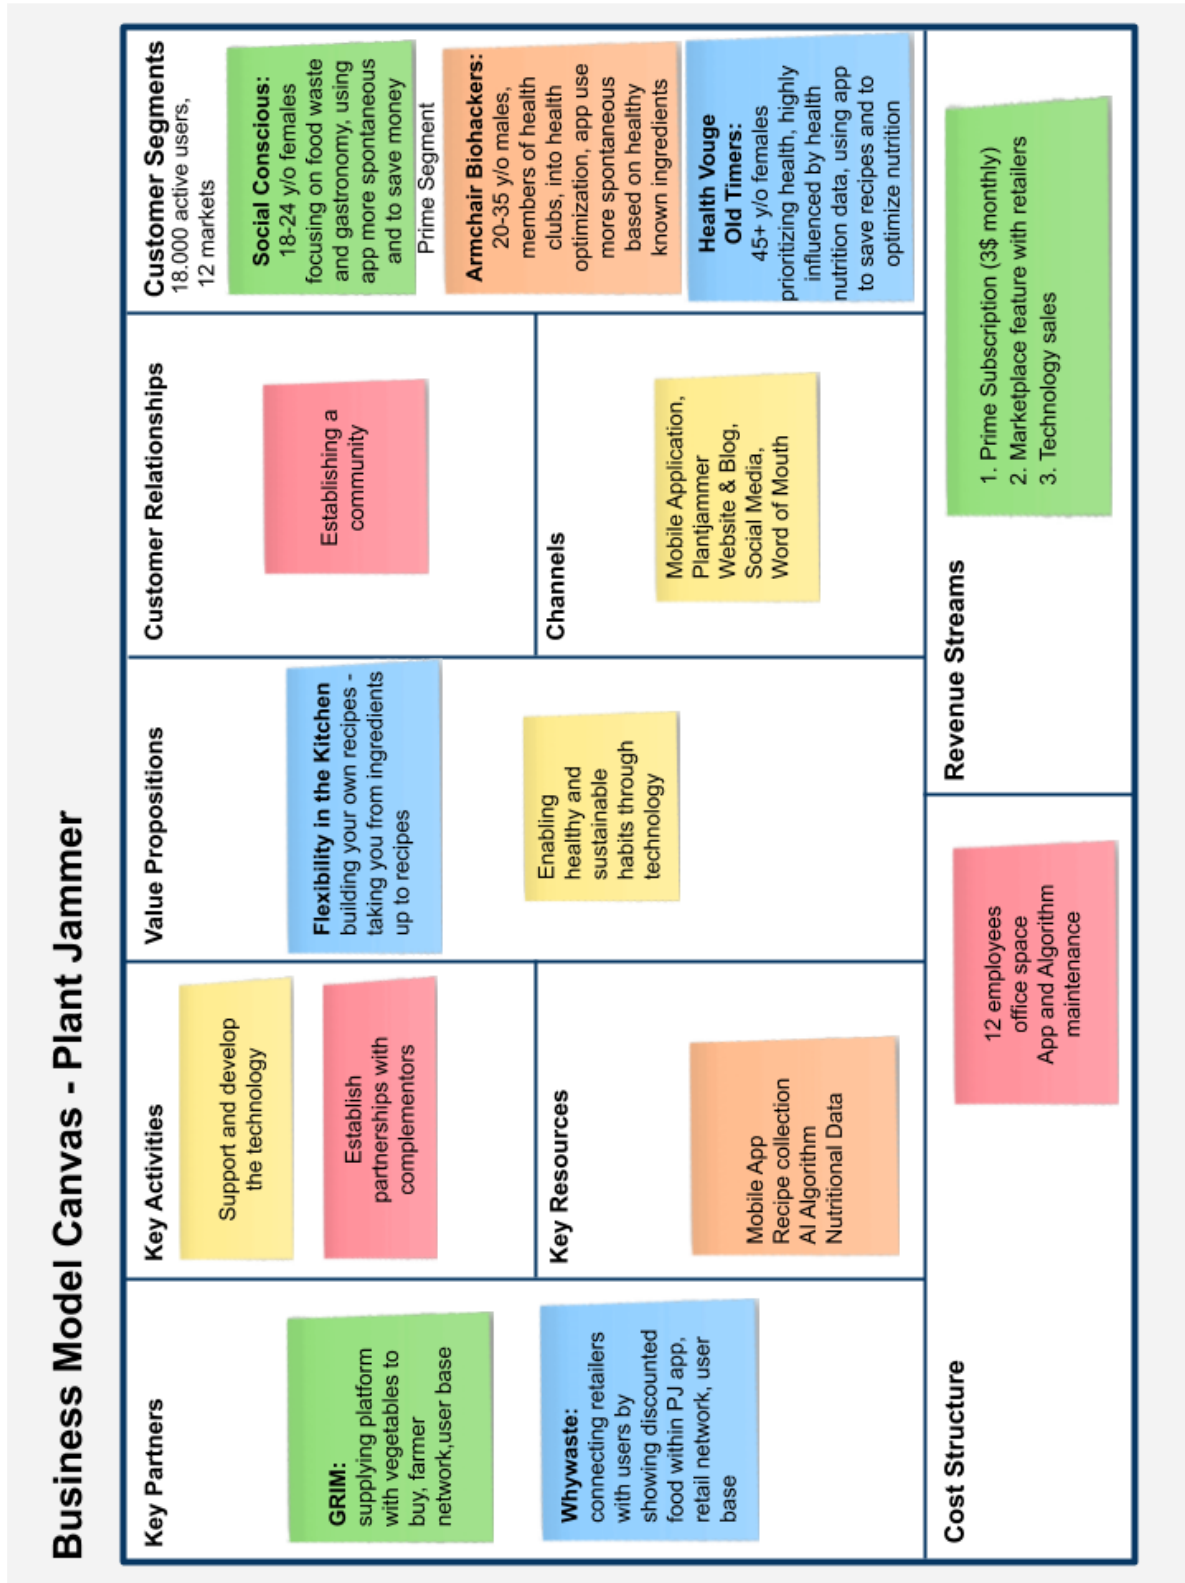 Business Model Canvas - Plant Jammer
Key Partners
GRIM:
supplying platform
with vegetables to
buy, farmer
network,user base
Whywaste:
connecting retailers
with users by
showing discounted
food within PJ app,
retail network, user
base
Key Activities
Support and develop
the technology
Establish
partnerships with
complementors
Key Resources
Mobile App
Recipe collection
AI Algorithm
Nutritional Data
Value Propositions
Flexibility in the Kitchen
building your own recipes -
taking you from ingredients
up to recipes
Enabling
healthy and
sustainable
habits through
technology
Customer Relationships
Establishing a
community
Channels
Mobile Application,
Plantjammer
Website & Blog,
Social Media,
Word of Mouth
Customer Segments
18.000 active users,
12 markets
Social Conscious:
18-24 y/o females
focusing on food waste
and gastronomy, using
app more spontaneous
and to save money
Prime Segment
Armchair Biohackers:
20-35 y/o males,
members of health
clubs, into health
optimization, app use
more spontaneous
based on healthy
known ingredients
Health Vouge
Old Timers:
45+ y/o females
prioritizing health, highly
influenced by health
nutrition data, using app
to save recipes and to
optimize nutrition
Cost Structure
12 employees
office space
App and Algorithm
maintenance
Revenue Streams
1. Prime Subscription (3$ monthly)
2. Marketplace feature with retailers
3. Technology sales